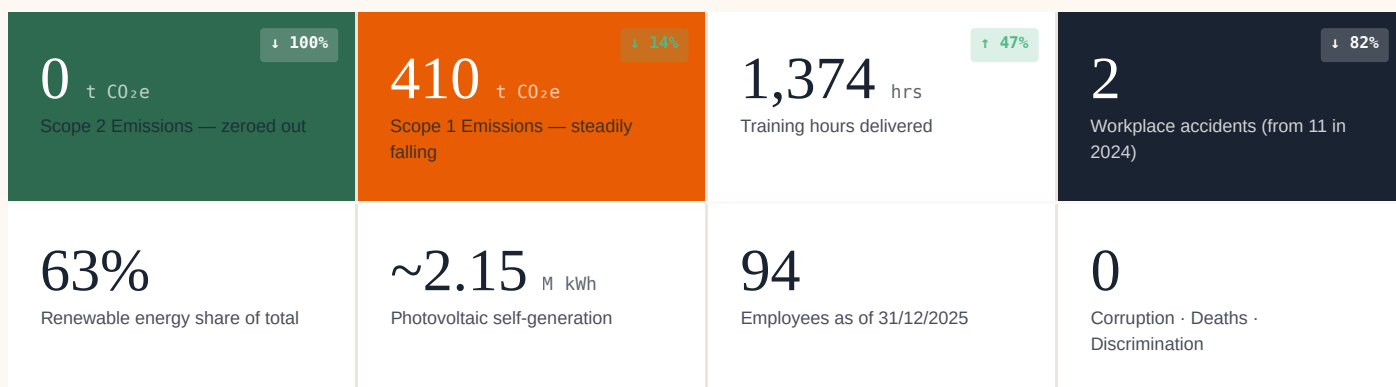 ↓ 100%
0 t CO₂e
Scope 2 Emissions — zeroed out
↓ 14%
410 t CO₂e
Scope 1 Emissions — steadily
falling
↑ 47%
1,374 hrs
Training hours delivered
↓ 82%
2
Workplace accidents (from 11 in
2024)
63%
Renewable energy share of total
~2.15 M kWh
Photovoltaic self-generation
94
Employees as of 31/12/2025
0
Corruption · Deaths ·
Discrimination